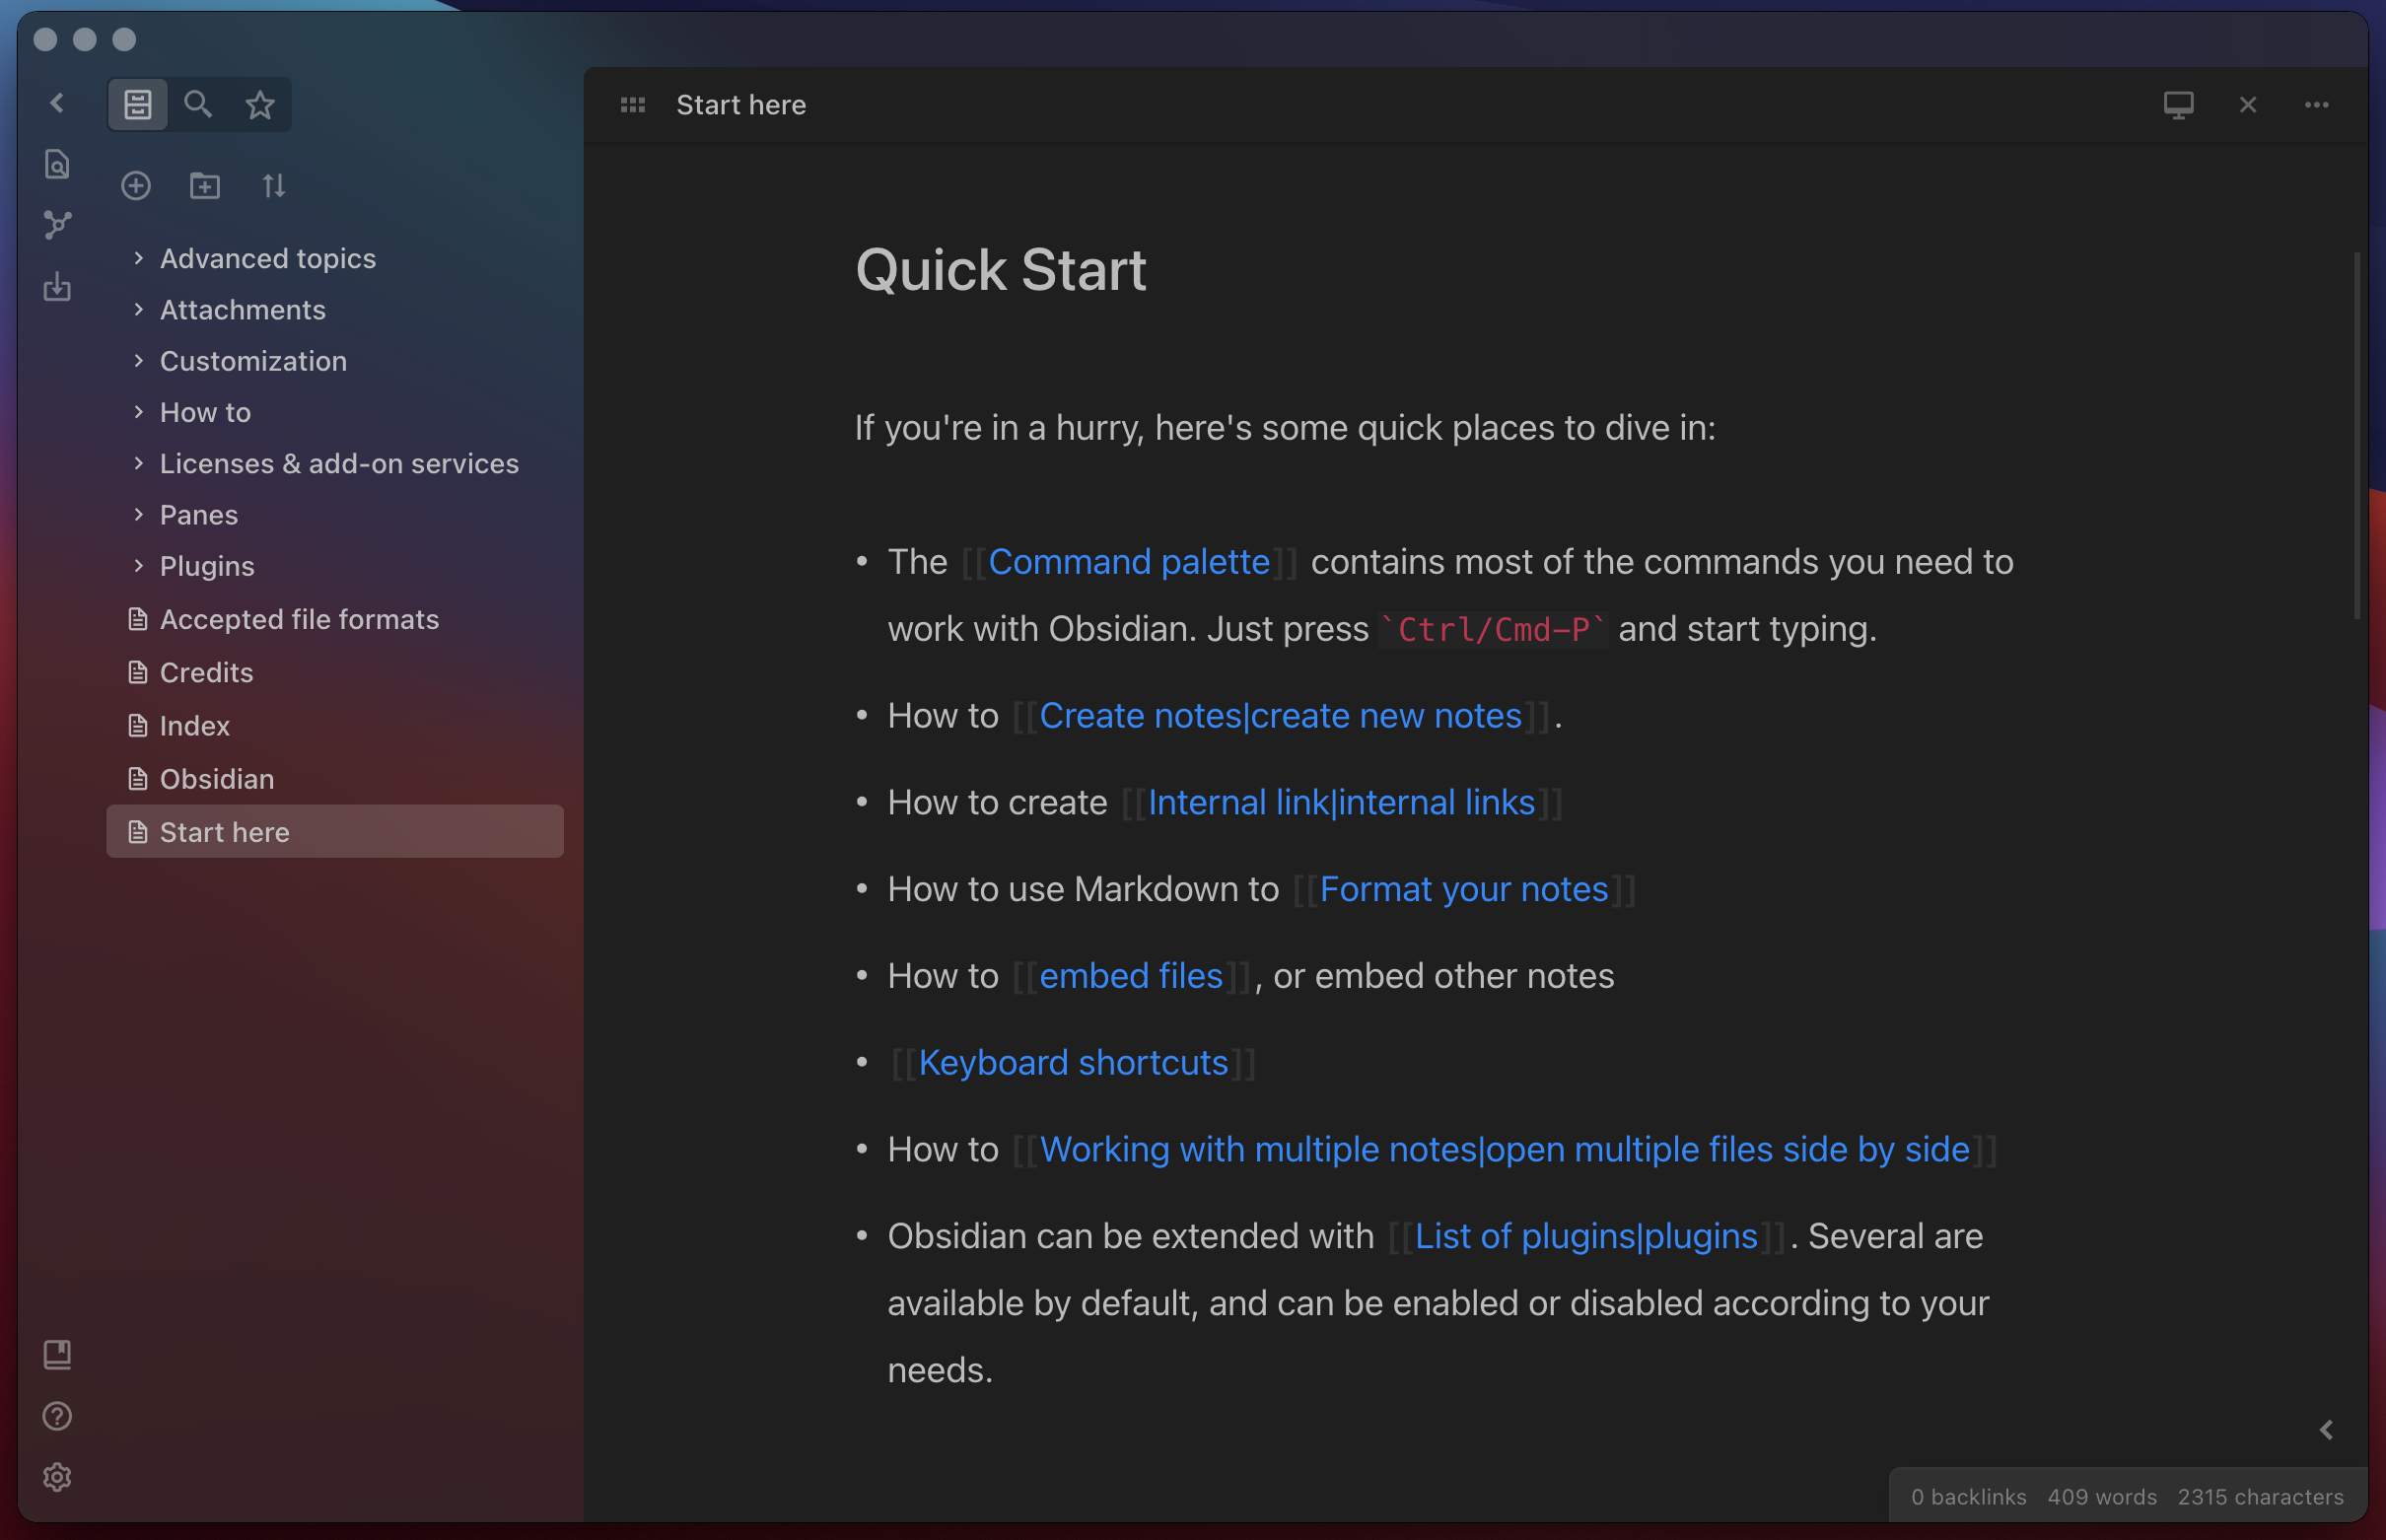 Start here
Advanced topics
Attachments
Customization
How to
Licenses & add-on services
Panes
Plugins
Accepted file formats
Credits
Index
Obsidian
Start here
Quick Start
If you're in a hurry, here's some quick places to dive in:
• The [[Command palette]] contains most of the commands you need to
work with Obsidian. Just press `Ctrl/Cmd-P` and start typing.
• How to [[Create notes|create new notes]].
• How to create [[Internal link|internal links]]
• How to use Markdown to [[Format your notes]]
• How to [[embed files]], or embed other notes
• [[Keyboard shortcuts]]
• How to [[Working with multiple notes|open multiple files side by side]]
• Obsidian can be extended with [[List of plugins|plugins]]. Several are
available by default, and can be enabled or disabled according to your
needs.
0 backlinks 409 words 2315 characters